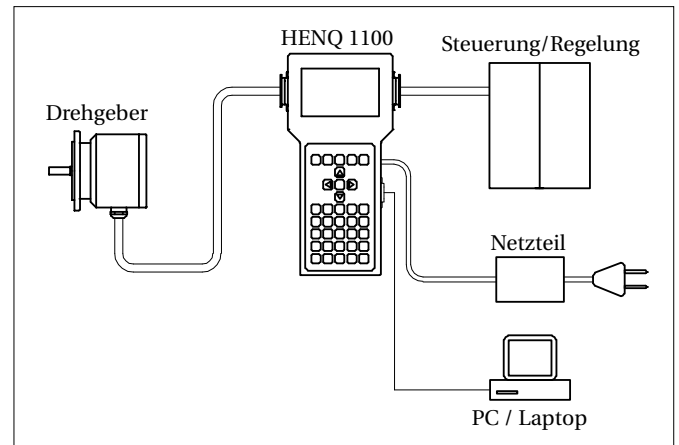 HENQ 1100
Steuerung/Regelung
Drehgeber
Netzteil
PC / Laptop